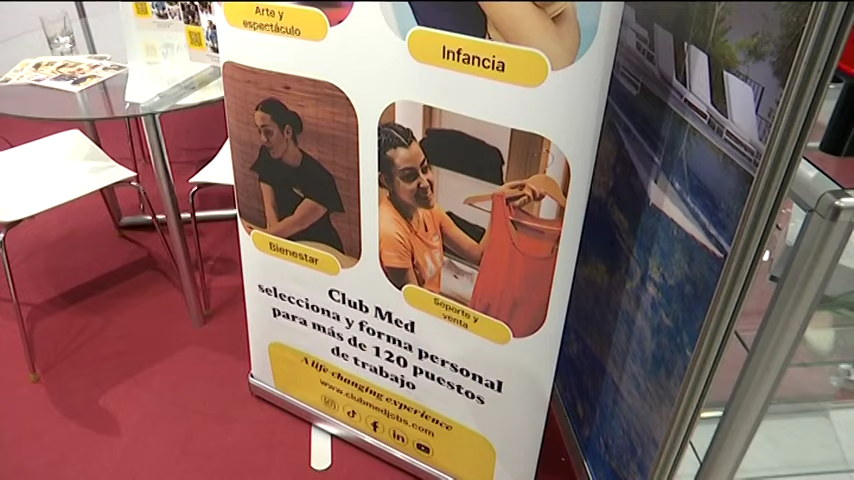 Arte y
espectáculo
Infancia
Bienestar
Soporte y
venta
Club Med
selecciona y forma personal
para más de 120 puestos
de trabajo
A life changing experience
www.clubmedjobs.com